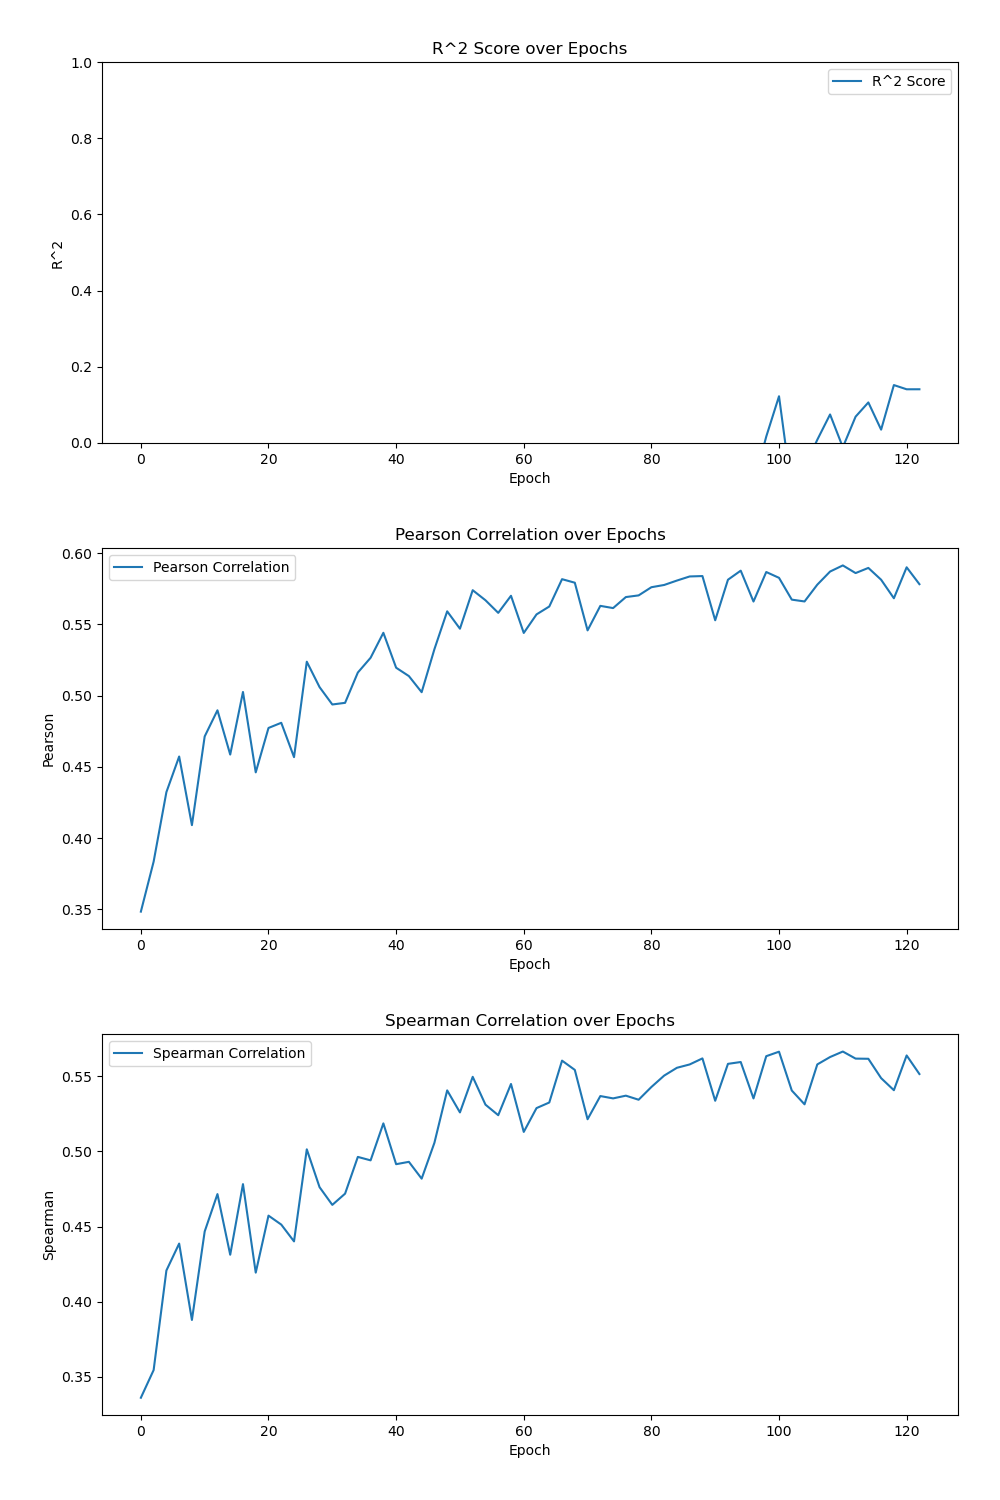 R^2 Score over Epochs
1.0
0.8
0.6
0.4
0.2
0.0
R^2
R^2 Score
0 20 40 60 80 100 120
Epoch
Pearson Correlation over Epochs
0.60
0.55
0.50
0.45
0.40
0.35
Pearson
Pearson Correlation
0 20 40 60 80 100 120
Epoch
Spearman Correlation over Epochs
0.55
0.50
0.45
0.40
0.35
Spearman
Spearman Correlation
0 20 40 60 80 100 120
Epoch